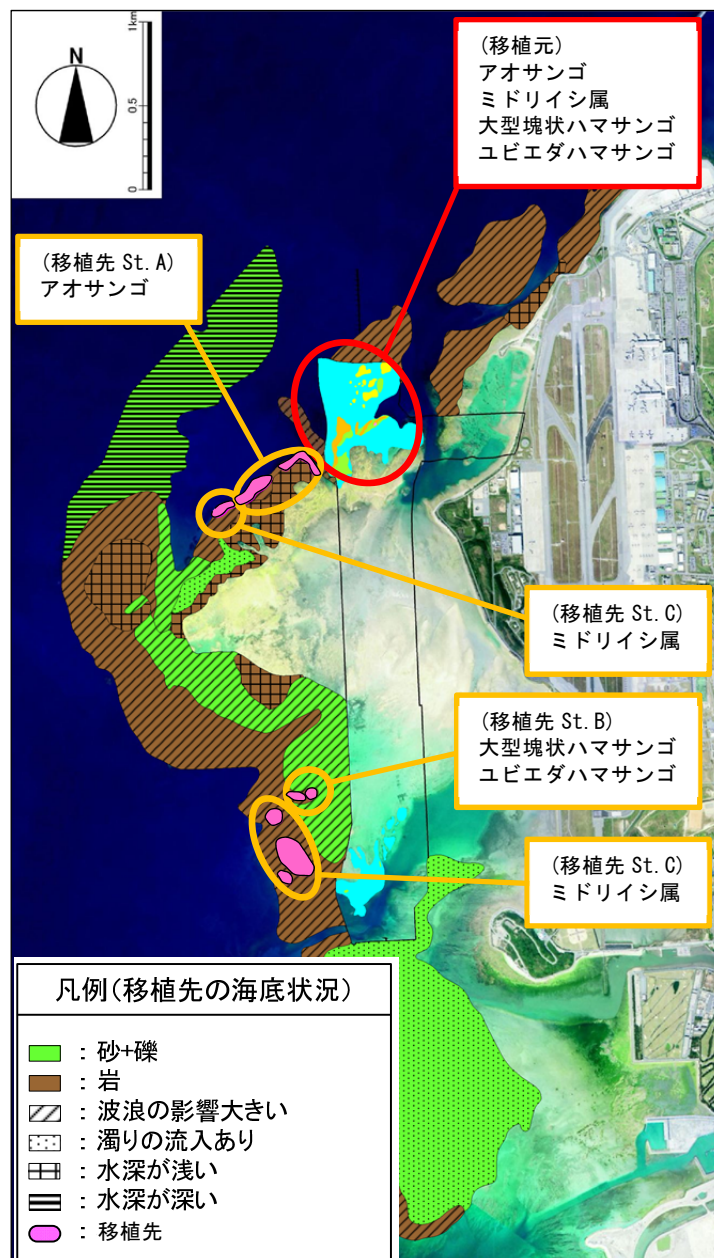 N
1km
0.5
0
(移植元)
アオサンゴ
ミドリイシ属
大型塊状ハマサンゴ
ユビエダハマサンゴ
(移植先 St.A)
アオサンゴ
(移植先 St.C)
ミドリイシ属
(移植先 St.B)
大型塊状ハマサンゴ
ユビエダハマサンゴ
(移植先 St.C)
ミドリイシ属
凡例(移植先の海底状況)
:砂+礫
:岩
:波浪の影響大きい
:濁りの流入あり
:水深が浅い
:水深が深い
:移植先